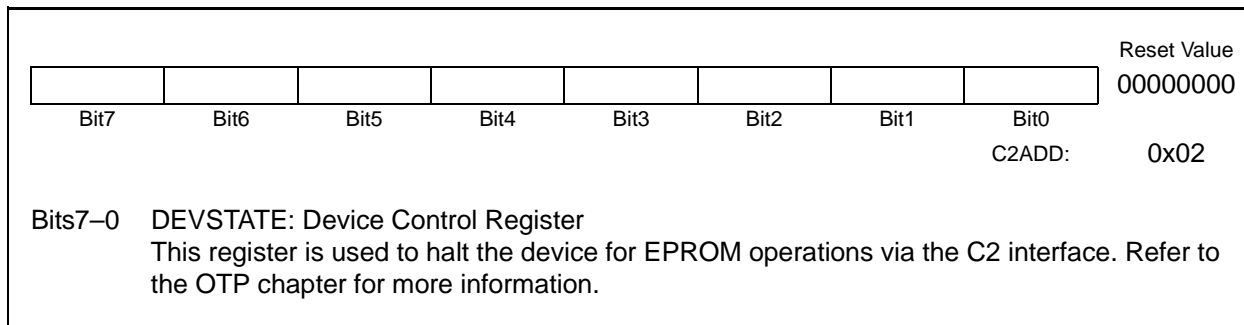 Reset Value
00000000
Bit7 Bit6 Bit5 Bit4 Bit3 Bit2 Bit1 Bit0
C2ADD: 0x02
Bits7–0 DEVSTATE: Device Control Register
This register is used to halt the device for EPROM operations via the C2 interface. Refer to
the OTP chapter for more information.